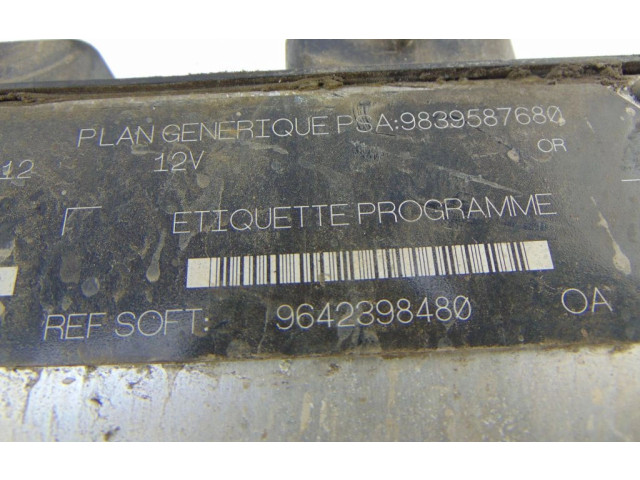 PLAN GENERIQUE PSA:9839587680
12 12V OR
ETIQUETTE PROGRAMME
REF SOFT: 9642398480 OA